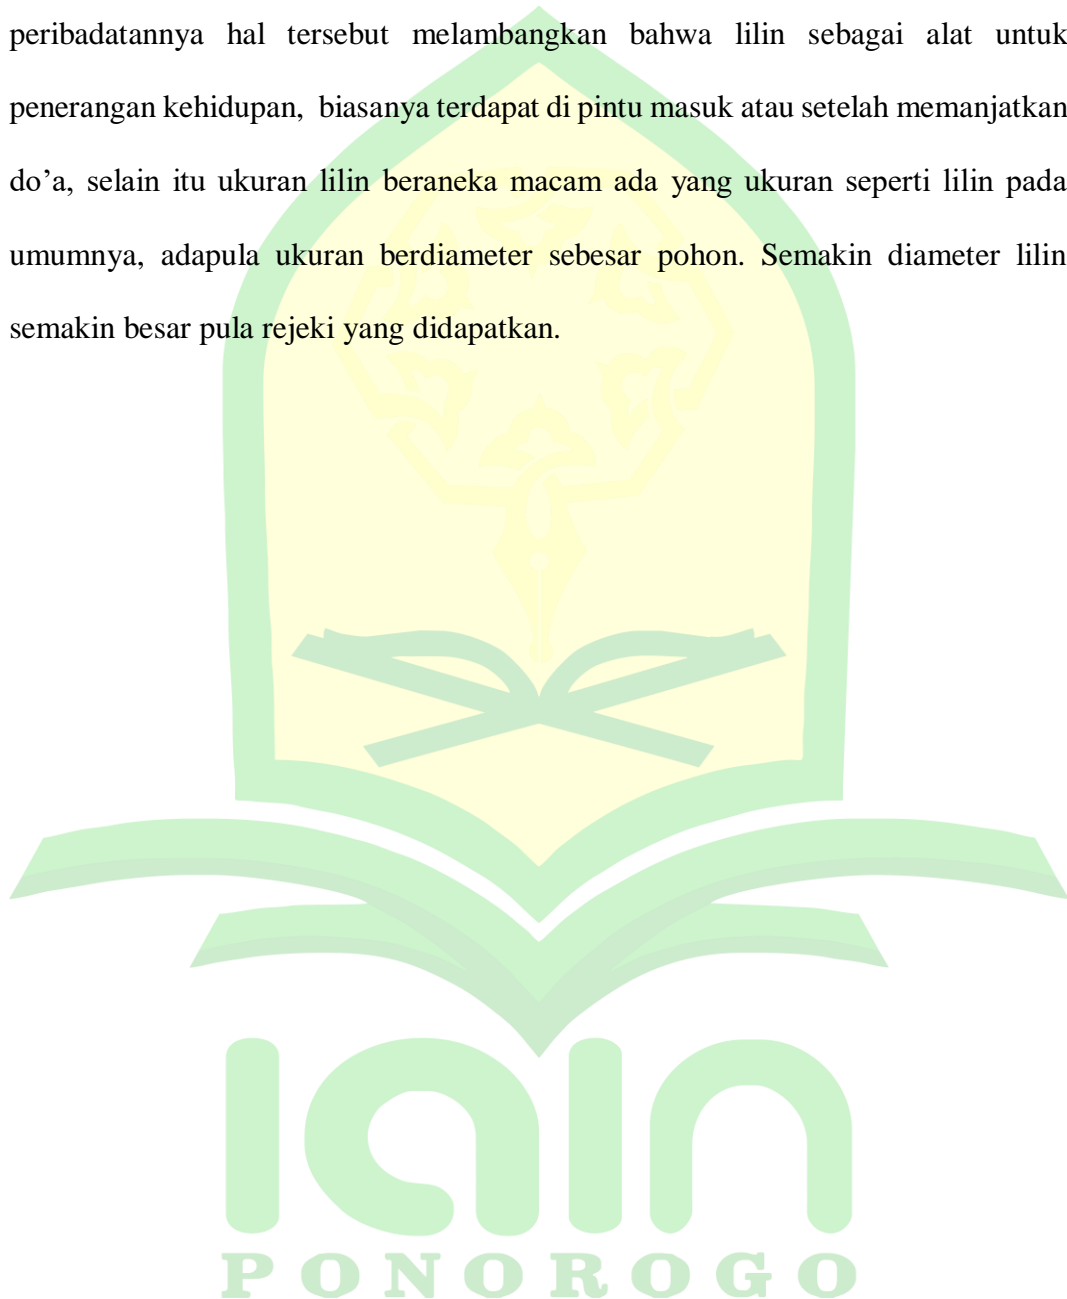 peribadatannya hal tersebut melambangkan bahwa lilin sebagai alat untuk
penerangan kehidupan, biasanya terdapat di pintu masuk atau setelah memanjatkan
do’a, selain itu ukuran lilin beraneka macam ada yang ukuran seperti lilin pada
umumnya, adapula ukuran berdiameter sebesar pohon. Semakin diameter lilin
semakin besar pula rejeki yang didapatkan.
iain
PONOROGO